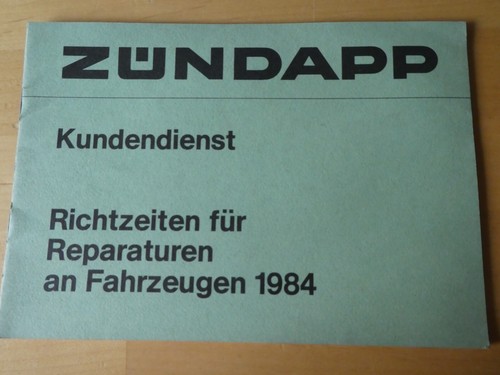 ZÜNDAPP
Kundendienst
Richtzeiten für
Reparaturen
an Fahrzeugen 1984